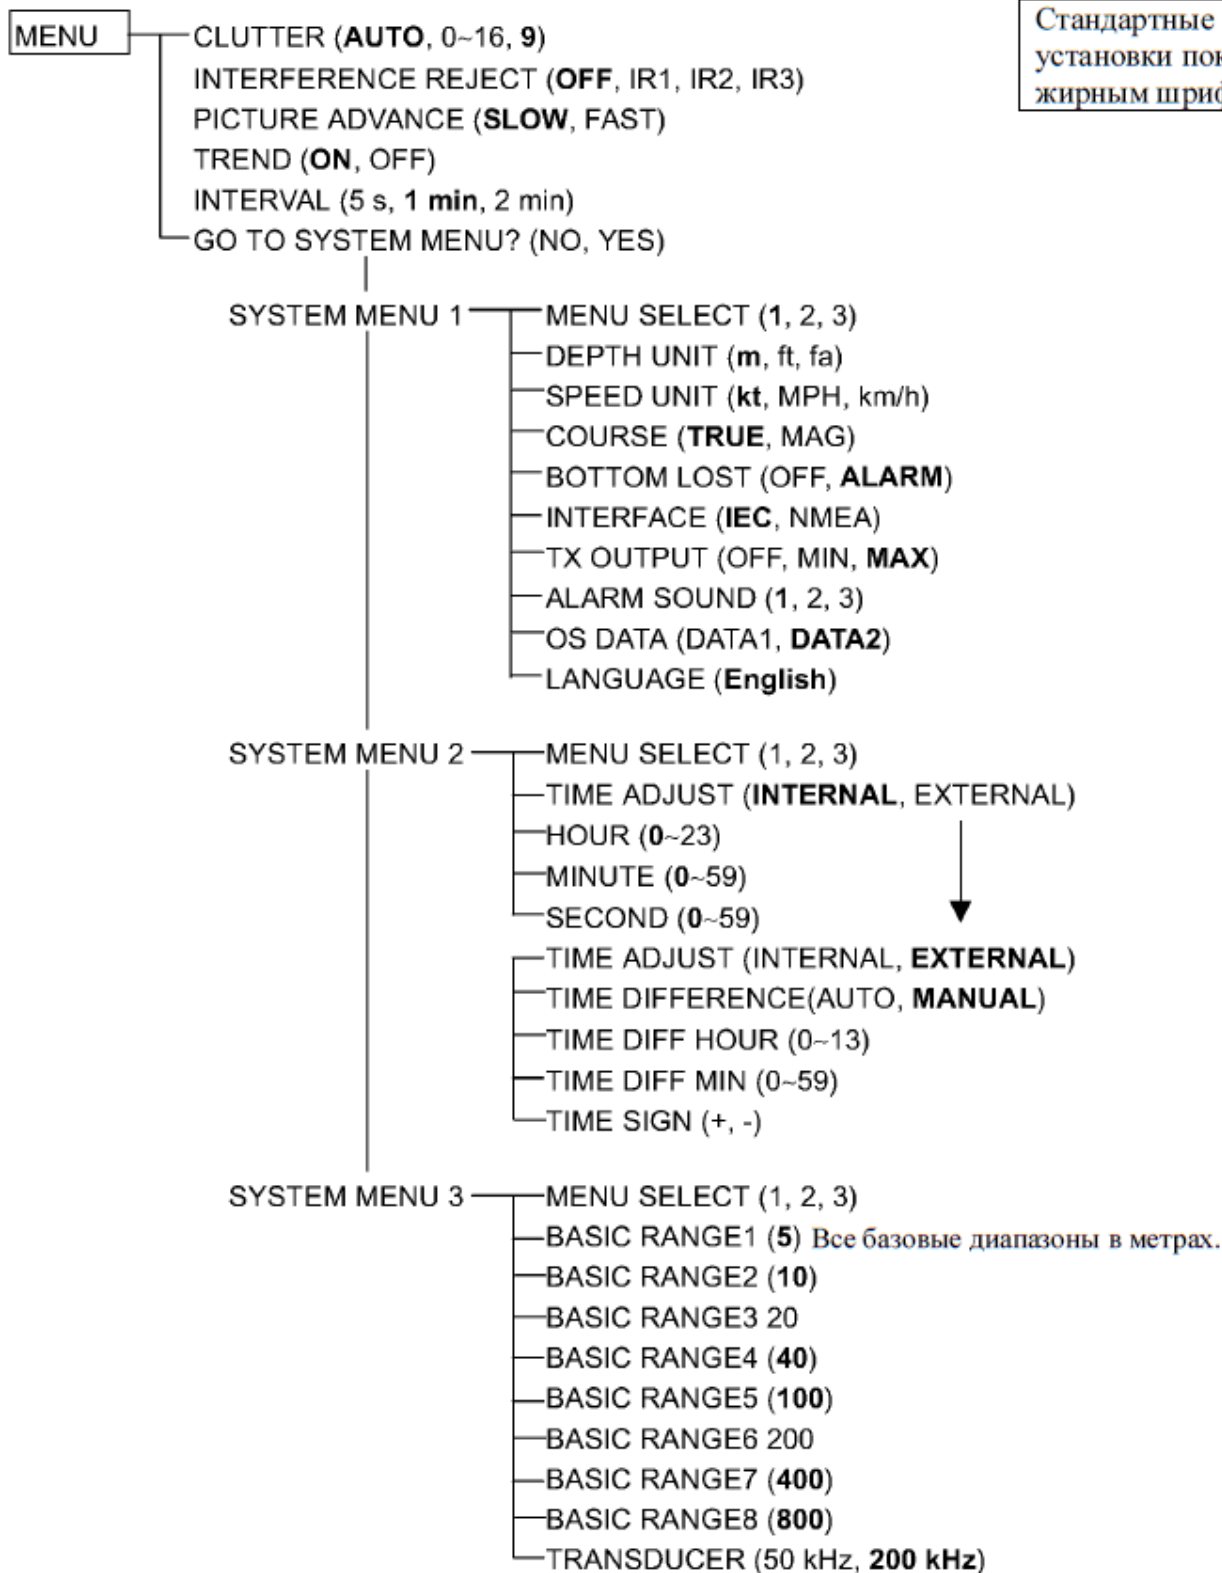 MENU
Стандартные
установки
жирным
CLUTTER (AUTO, 0~16, 9)
INTERFERENCE REJECT (OFF, IR1, IR2, IR3)
PICTURE ADVANCE (SLOW, FAST)
TREND (ON, OFF)
INTERVAL (5 s, 1 min, 2 min)
GO TO SYSTEM MENU? (NO, YES)
SYSTEM MENU 1
MENU SELECT (1, 2, 3)
DEPTH UNIT (m, ft, fa)
SPEED UNIT (kt, MPH, km/h)
COURSE (TRUE, MAG)
BOTTOM LOST (OFF, ALARM)
INTERFACE (IEC, NMEA)
TX OUTPUT (OFF, MIN, MAX)
ALARM SOUND (1, 2, 3)
OS DATA (DATA1, DATA2)
LANGUAGE (English)
SYSTEM MENU 2
MENU SELECT (1, 2, 3)
TIME ADJUST (INTERNAL, EXTERNAL)
HOUR (0~23)
MINUTE (0~59)
SECOND (0~59)
TIME ADJUST (INTERNAL, EXTERNAL)
TIME DIFFERENCE(AUTO, MANUAL)
TIME DIFF HOUR (0~13)
TIME DIFF MIN (0~59)
TIME SIGN (+, -)
SYSTEM MENU 3
MENU SELECT (1, 2, 3)
BASIC RANGE1 (5) Все базовые диапазоны в метрах.
BASIC RANGE2 (10)
BASIC RANGE3 20
BASIC RANGE4 (40)
BASIC RANGE5 (100)
BASIC RANGE6 200
BASIC RANGE7 (400)
BASIC RANGE8 (800)
TRANSDUCER (50 kHz, 200 kHz)